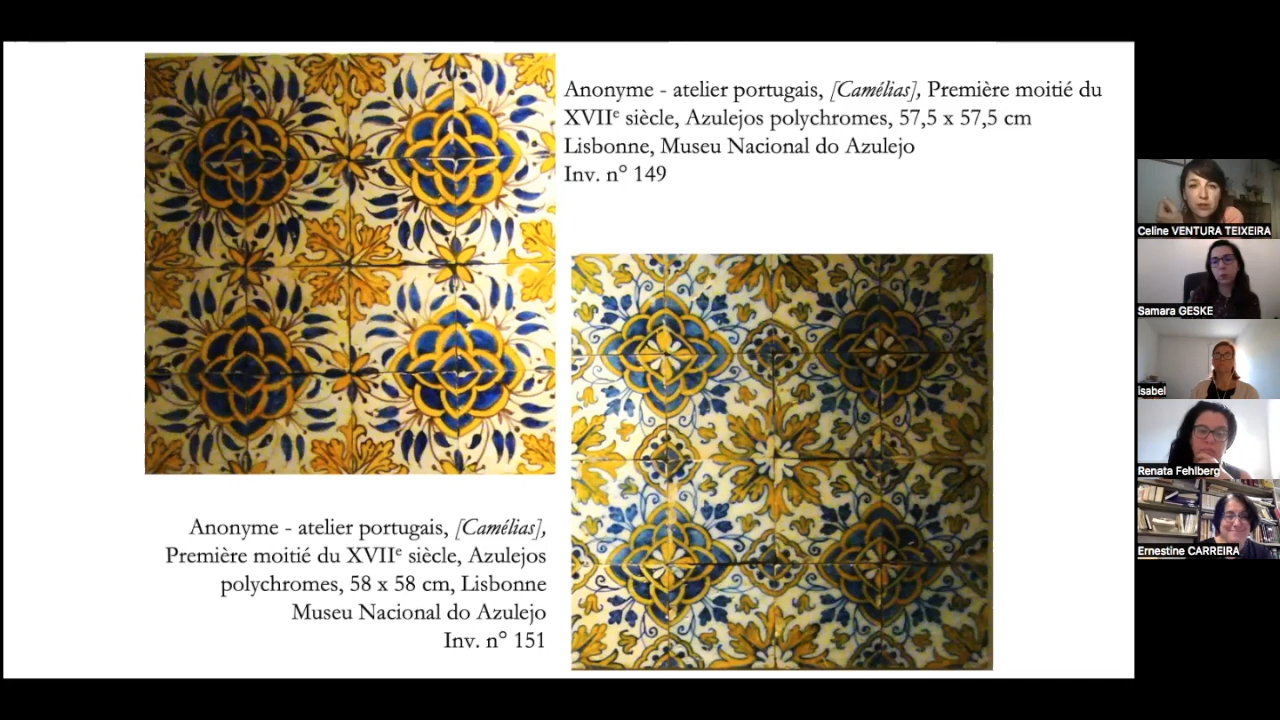 Anonyme - atelier portugais, [Camélias], Première moitié du
XVIIᵉ siècle, Azulejos polychromes, 57,5 x 57,5 cm
Lisbonne, Museu Nacional do Azulejo
Inv. n° 149
Anonyme - atelier portugais, [Camélias],
Première moitié du XVIIᵉ siècle, Azulejos
polychromes, 58 x 58 cm, Lisbonne
Museu Nacional do Azulejo
Inv. n° 151
Celine VENTURA TEIXEIRA
Samara GESKE
isabel
Renata Fehlberg
Ernestine CARREIRA